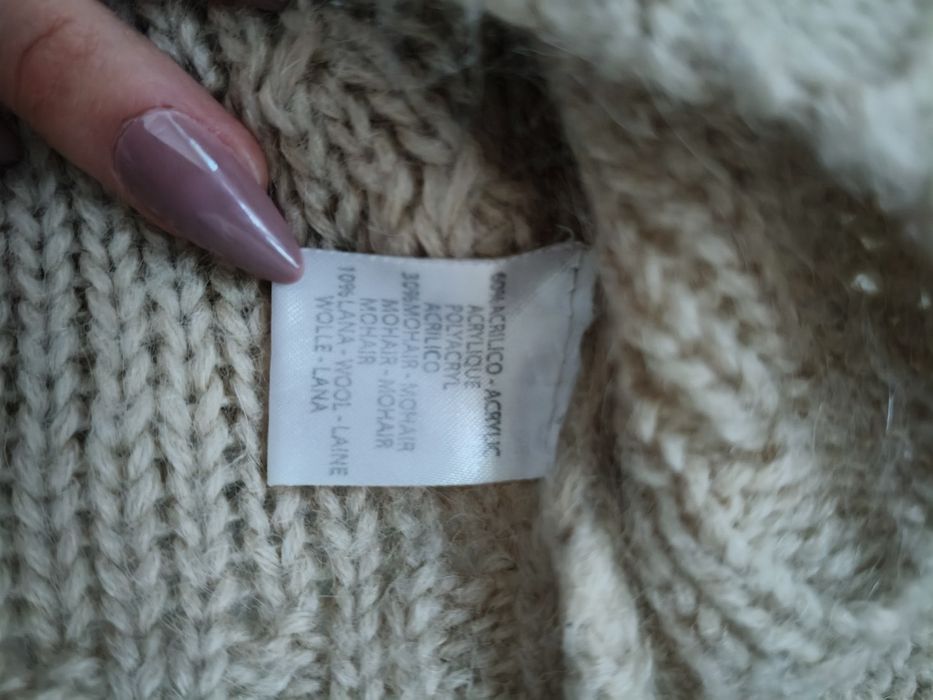 60% ACRILICO - ACRYLIC
ACRYLIQUE
POLYACRYL
ACRILICO
30% MOHAIR - MOHAIR
MOHAIR - MOHAIR
MOHAIR
10% LANA - WOOL - LAINE
WOLLE - LANA